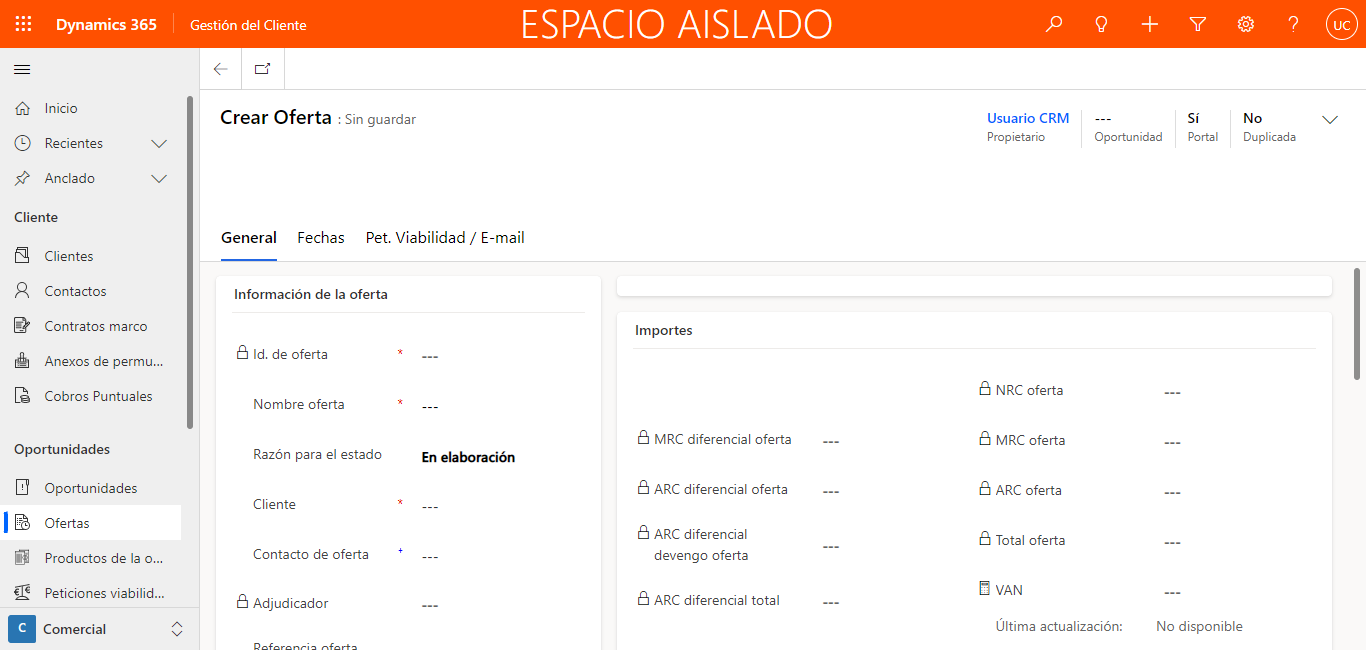 Dynamics 365
Gestión del Cliente
ESPACIO AISLADO
UC
Inicio
Recientes
Anclado
Cliente
Clientes
Contactos
Contratos marco
Anexos de permu...
Cobros Puntuales
Oportunidades
Oportunidades
Ofertas
Productos de la o...
Peticiones viabilid...
C Comercial
Crear Oferta : Sin guardar
Usuario CRM
Propietario
---
Oportunidad
Sí
Portal
No
Duplicada
General Fechas Pet. Viabilidad / E-mail
Información de la oferta
Id. de oferta * ---
Nombre oferta * ---
Razón para el estado En elaboración
Cliente * ---
Contacto de oferta + ---
Adjudicador ---
Referencia oferta
Importes
NRC oferta ---
MRC diferencial oferta ---
MRC oferta ---
ARC diferencial oferta ---
ARC oferta ---
ARC diferencial
devengo oferta ---
Total oferta ---
ARC diferencial total ---
VAN ---
Última actualización: No disponible